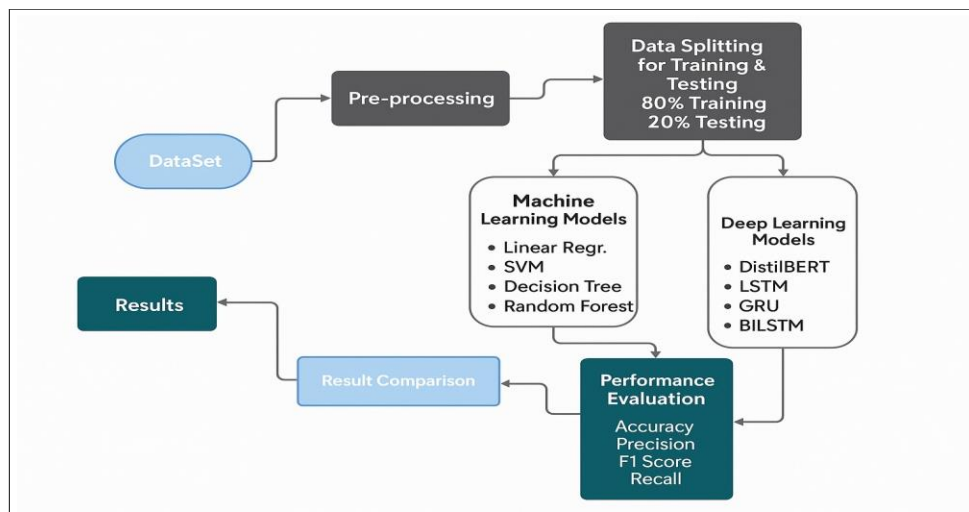 DataSet
Pre-processing
Data Splitting
for Training &
Testing
80% Training
20% Testing
Machine
Learning Models
• Linear Regr.
• SVM
• Decision Tree
• Random Forest
Deep Learning
Models
• DistilBERT
• LSTM
• GRU
• BILSTM
Performance
Evaluation
Accuracy
Precision
F1 Score
Recall
Result Comparison
Results